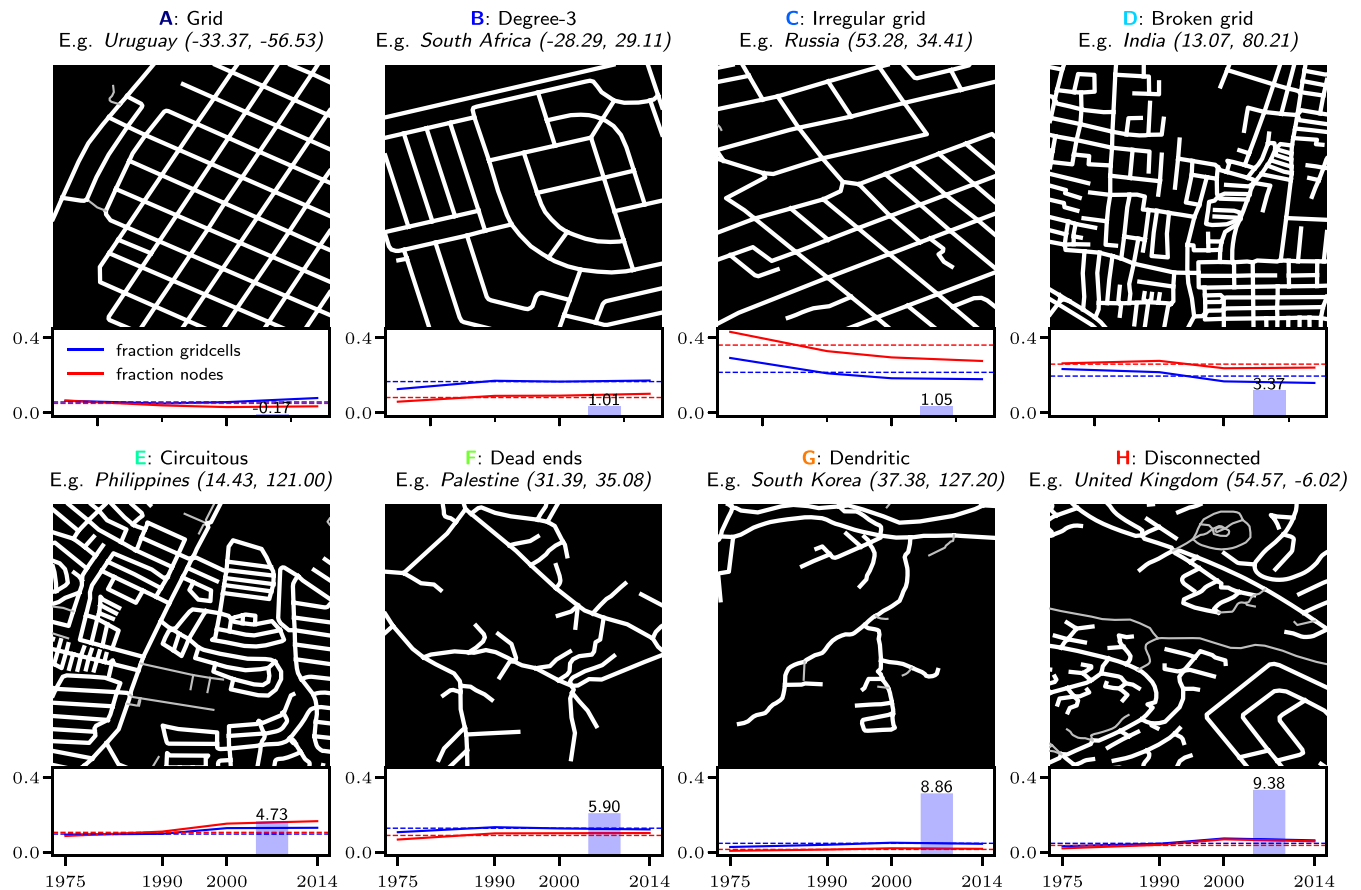 A: Grid
E.g. Uruguay (-33.37, -56.53)
B: Degree-3
E.g. South Africa (-28.29, 29.11)
C: Irregular grid
E.g. Russia (53.28, 34.41)
D: Broken grid
E.g. India (13.07, 80.21)
0.4
0.0
fraction gridcells
fraction nodes
-0.17
0.4
0.0
1.01
0.4
0.0
1.05
0.4
0.0
3.37
E: Circuitous
E.g. Philippines (14.43, 121.00)
F: Dead ends
E.g. Palestine (31.39, 35.08)
G: Dendritic
E.g. South Korea (37.38, 127.20)
H: Disconnected
E.g. United Kingdom (54.57, -6.02)
0.4
0.0
4.73
1975 1990 2000 2014
0.4
0.0
5.90
1975 1990 2000 2014
0.4
0.0
8.86
1975 1990 2000 2014
0.4
0.0
9.38
1975 1990 2000 2014